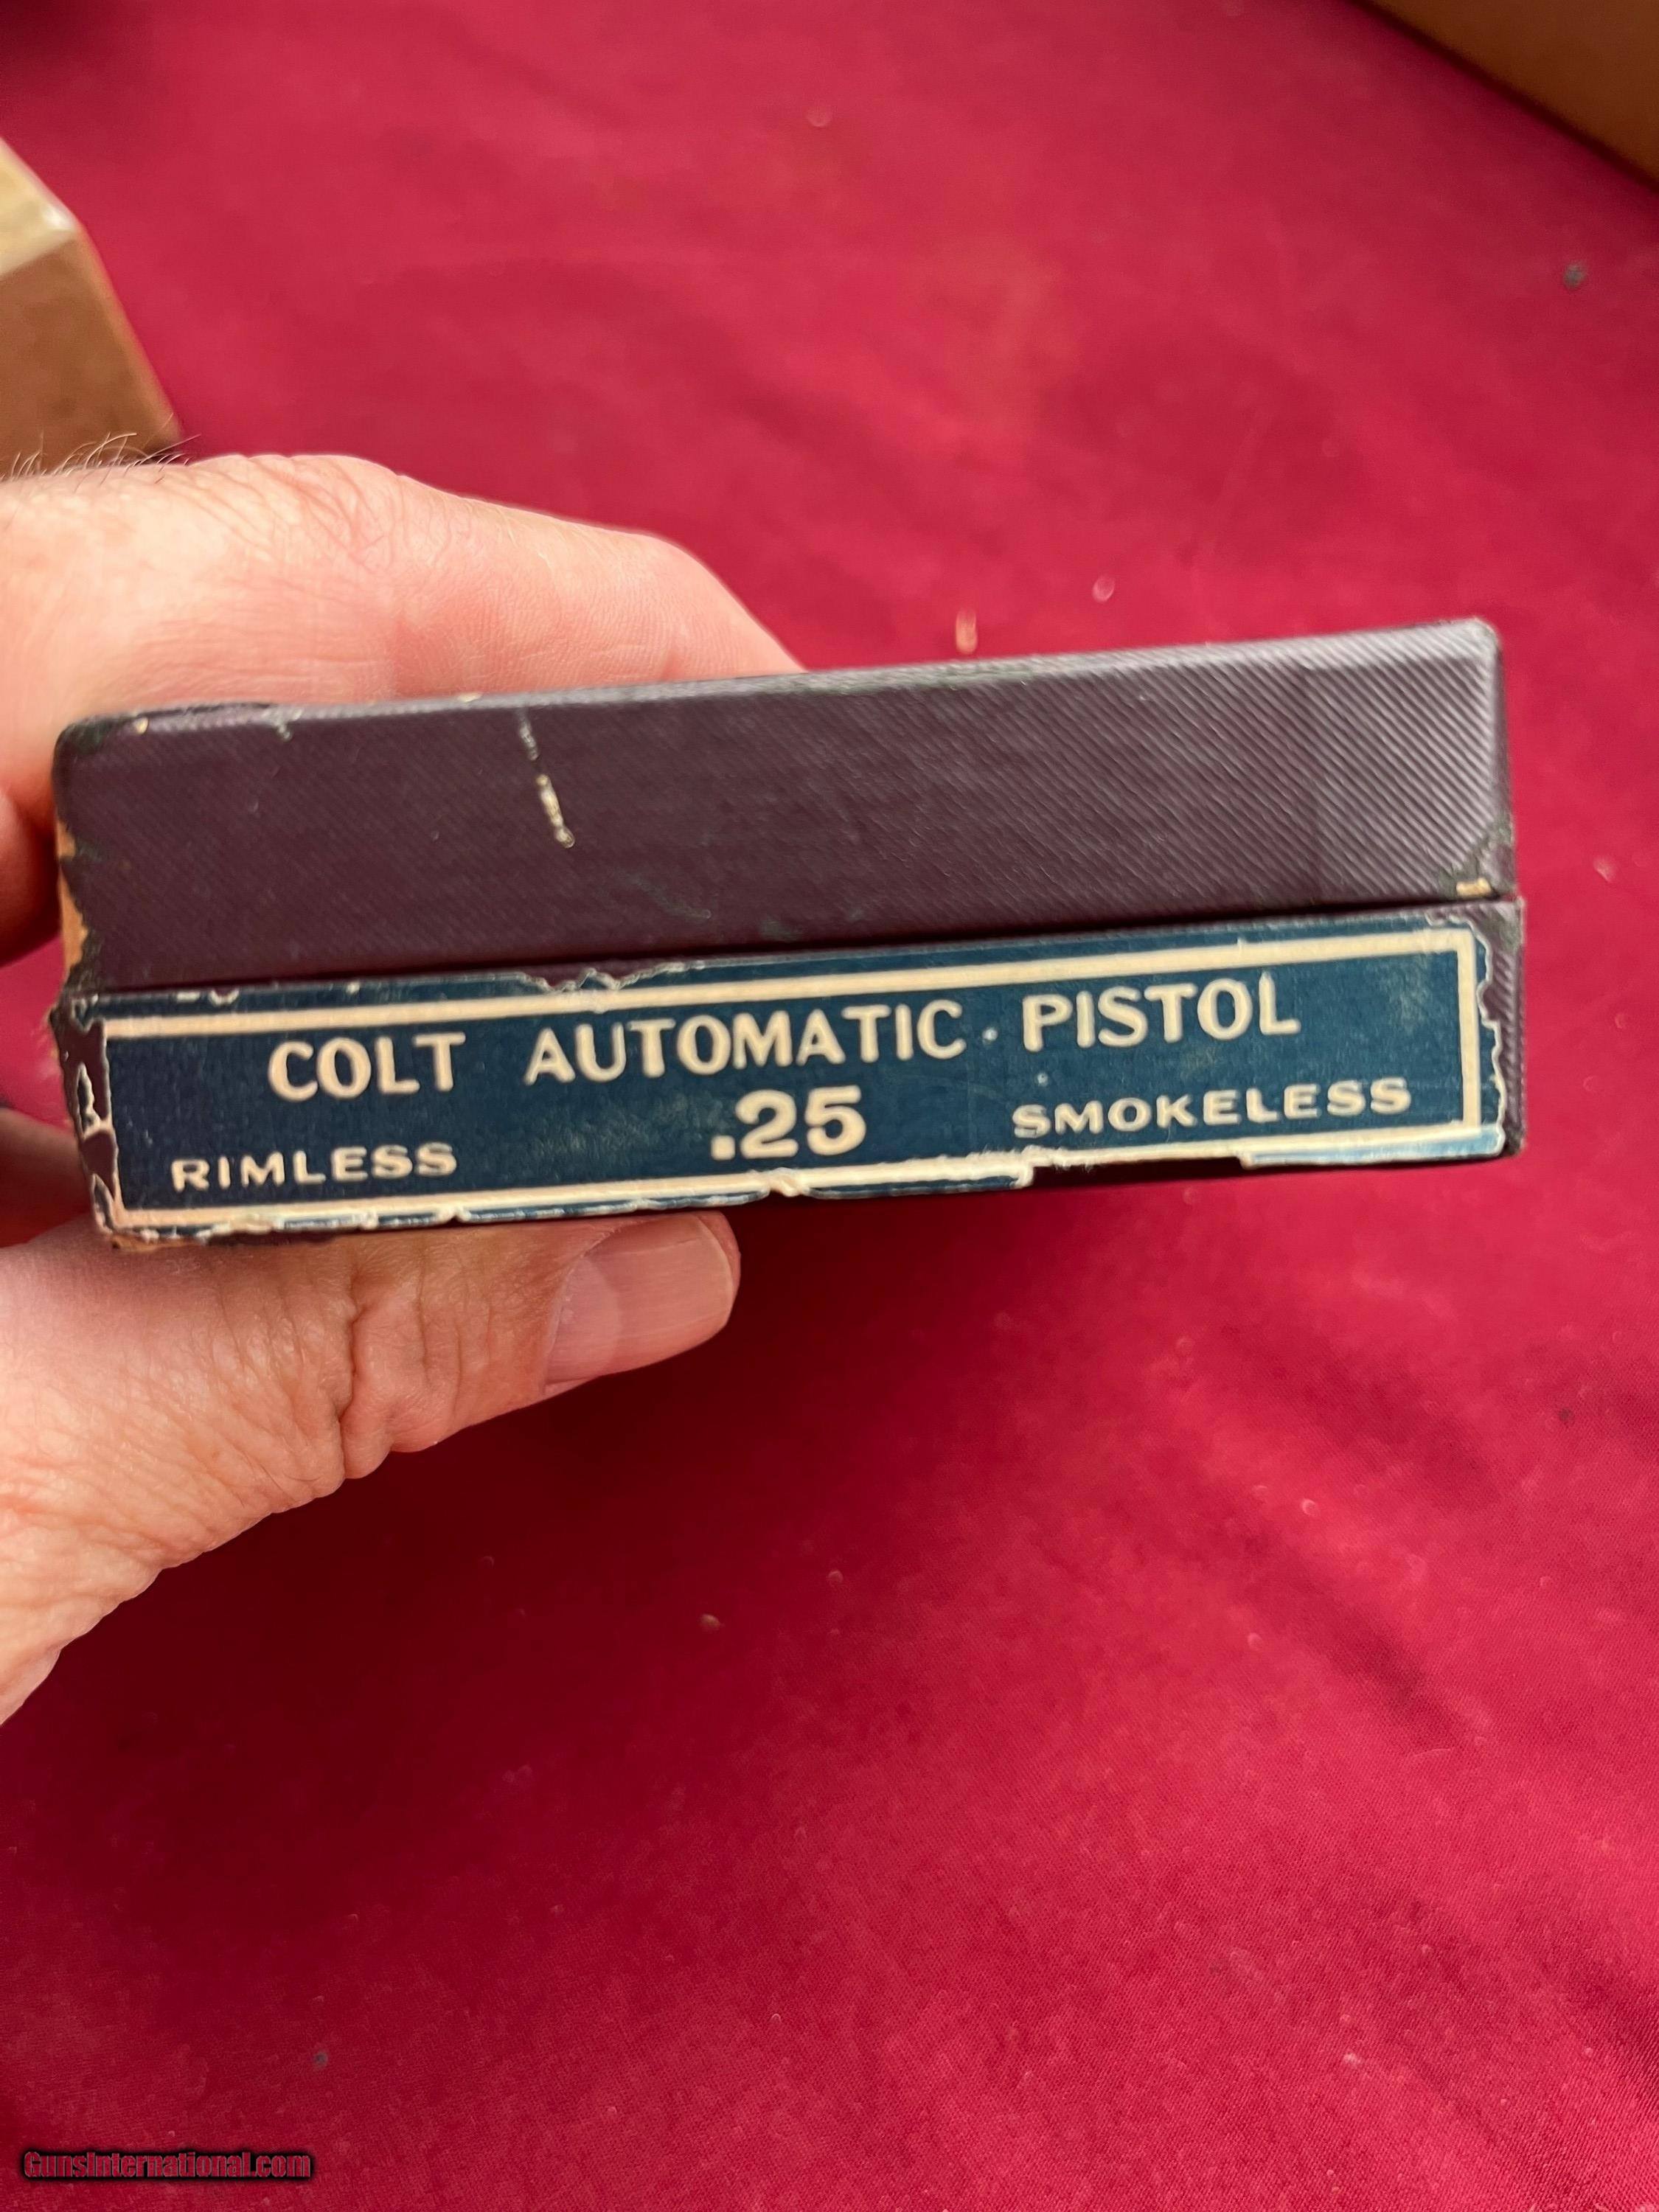 COLT AUTOMATIC · PISTOL
.25
RIMLESS SMOKELESS
GunsInternational.com